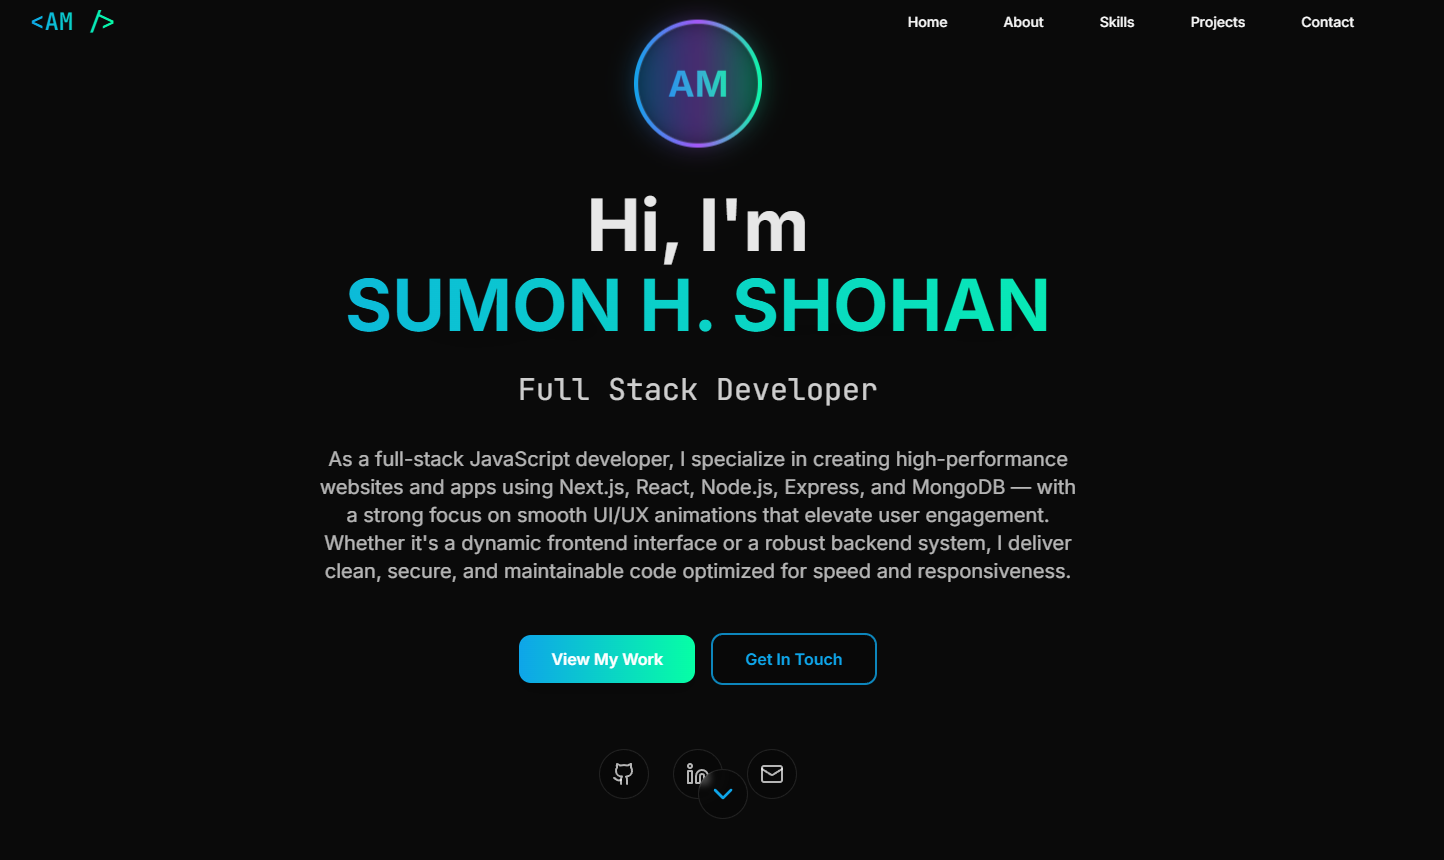 <AM />
Home
About
Skills
Projects
Contact
AM
Hi, I'm
SUMON H. SHOHAN
Full Stack Developer
As a full-stack JavaScript developer, I specialize in creating high-performance
websites and apps using Next.js, React, Node.js, Express, and MongoDB — with
a strong focus on smooth UI/UX animations that elevate user engagement.
Whether it's a dynamic frontend interface or a robust backend system, I deliver
clean, secure, and maintainable code optimized for speed and responsiveness.
View My Work
Get In Touch